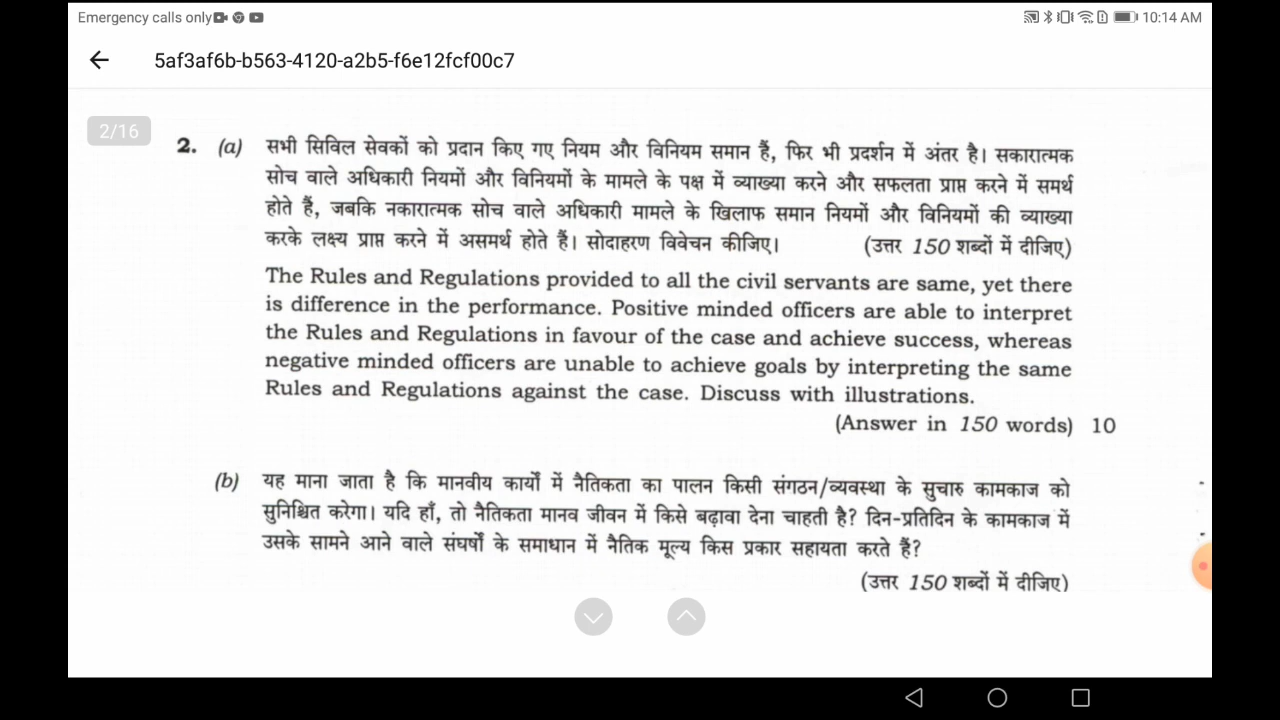 Emergency calls only
10:14 AM
5af3af6b-b563-4120-a2b5-f6e12fcf00c7
2/16
2. (a) सभी सिविल सेवकों को प्रदान किए गए नियम और विनियम समान हैं, फिर भी प्रदर्शन में अंतर है। सकारात्मक
सोच वाले अधिकारी नियमों और विनियमों के मामले के पक्ष में व्याख्या करने और सफलता प्राप्त करने में समर्थ
होते हैं, जबकि नकारात्मक सोच वाले अधिकारी मामले के खिलाफ समान नियमों और विनियमों की व्याख्या
करके लक्ष्य प्राप्त करने में असमर्थ होते हैं। सोदाहरण विवेचन कीजिए। (उत्तर 150 शब्दों में दीजिए)
The Rules and Regulations provided to all the civil servants are same, yet there
is difference in the performance. Positive minded officers are able to interpret
the Rules and Regulations in favour of the case and achieve success, whereas
negative minded officers are unable to achieve goals by interpreting the same
Rules and Regulations against the case. Discuss with illustrations.
(Answer in 150 words) 10
(b) यह माना जाता है कि मानवीय कार्यों में नैतिकता का पालन किसी संगठन/व्यवस्था के सुचारु कामकाज को
सुनिश्चित करेगा। यदि हाँ, तो नैतिकता मानव जीवन में किसे बढ़ावा देना चाहती है? दिन-प्रतिदिन के कामकाज में
उसके सामने आने वाले संघर्षों के समाधान में नैतिक मूल्य किस प्रकार सहायता करते हैं?
(उत्तर 150 शब्दों में दीजिए)